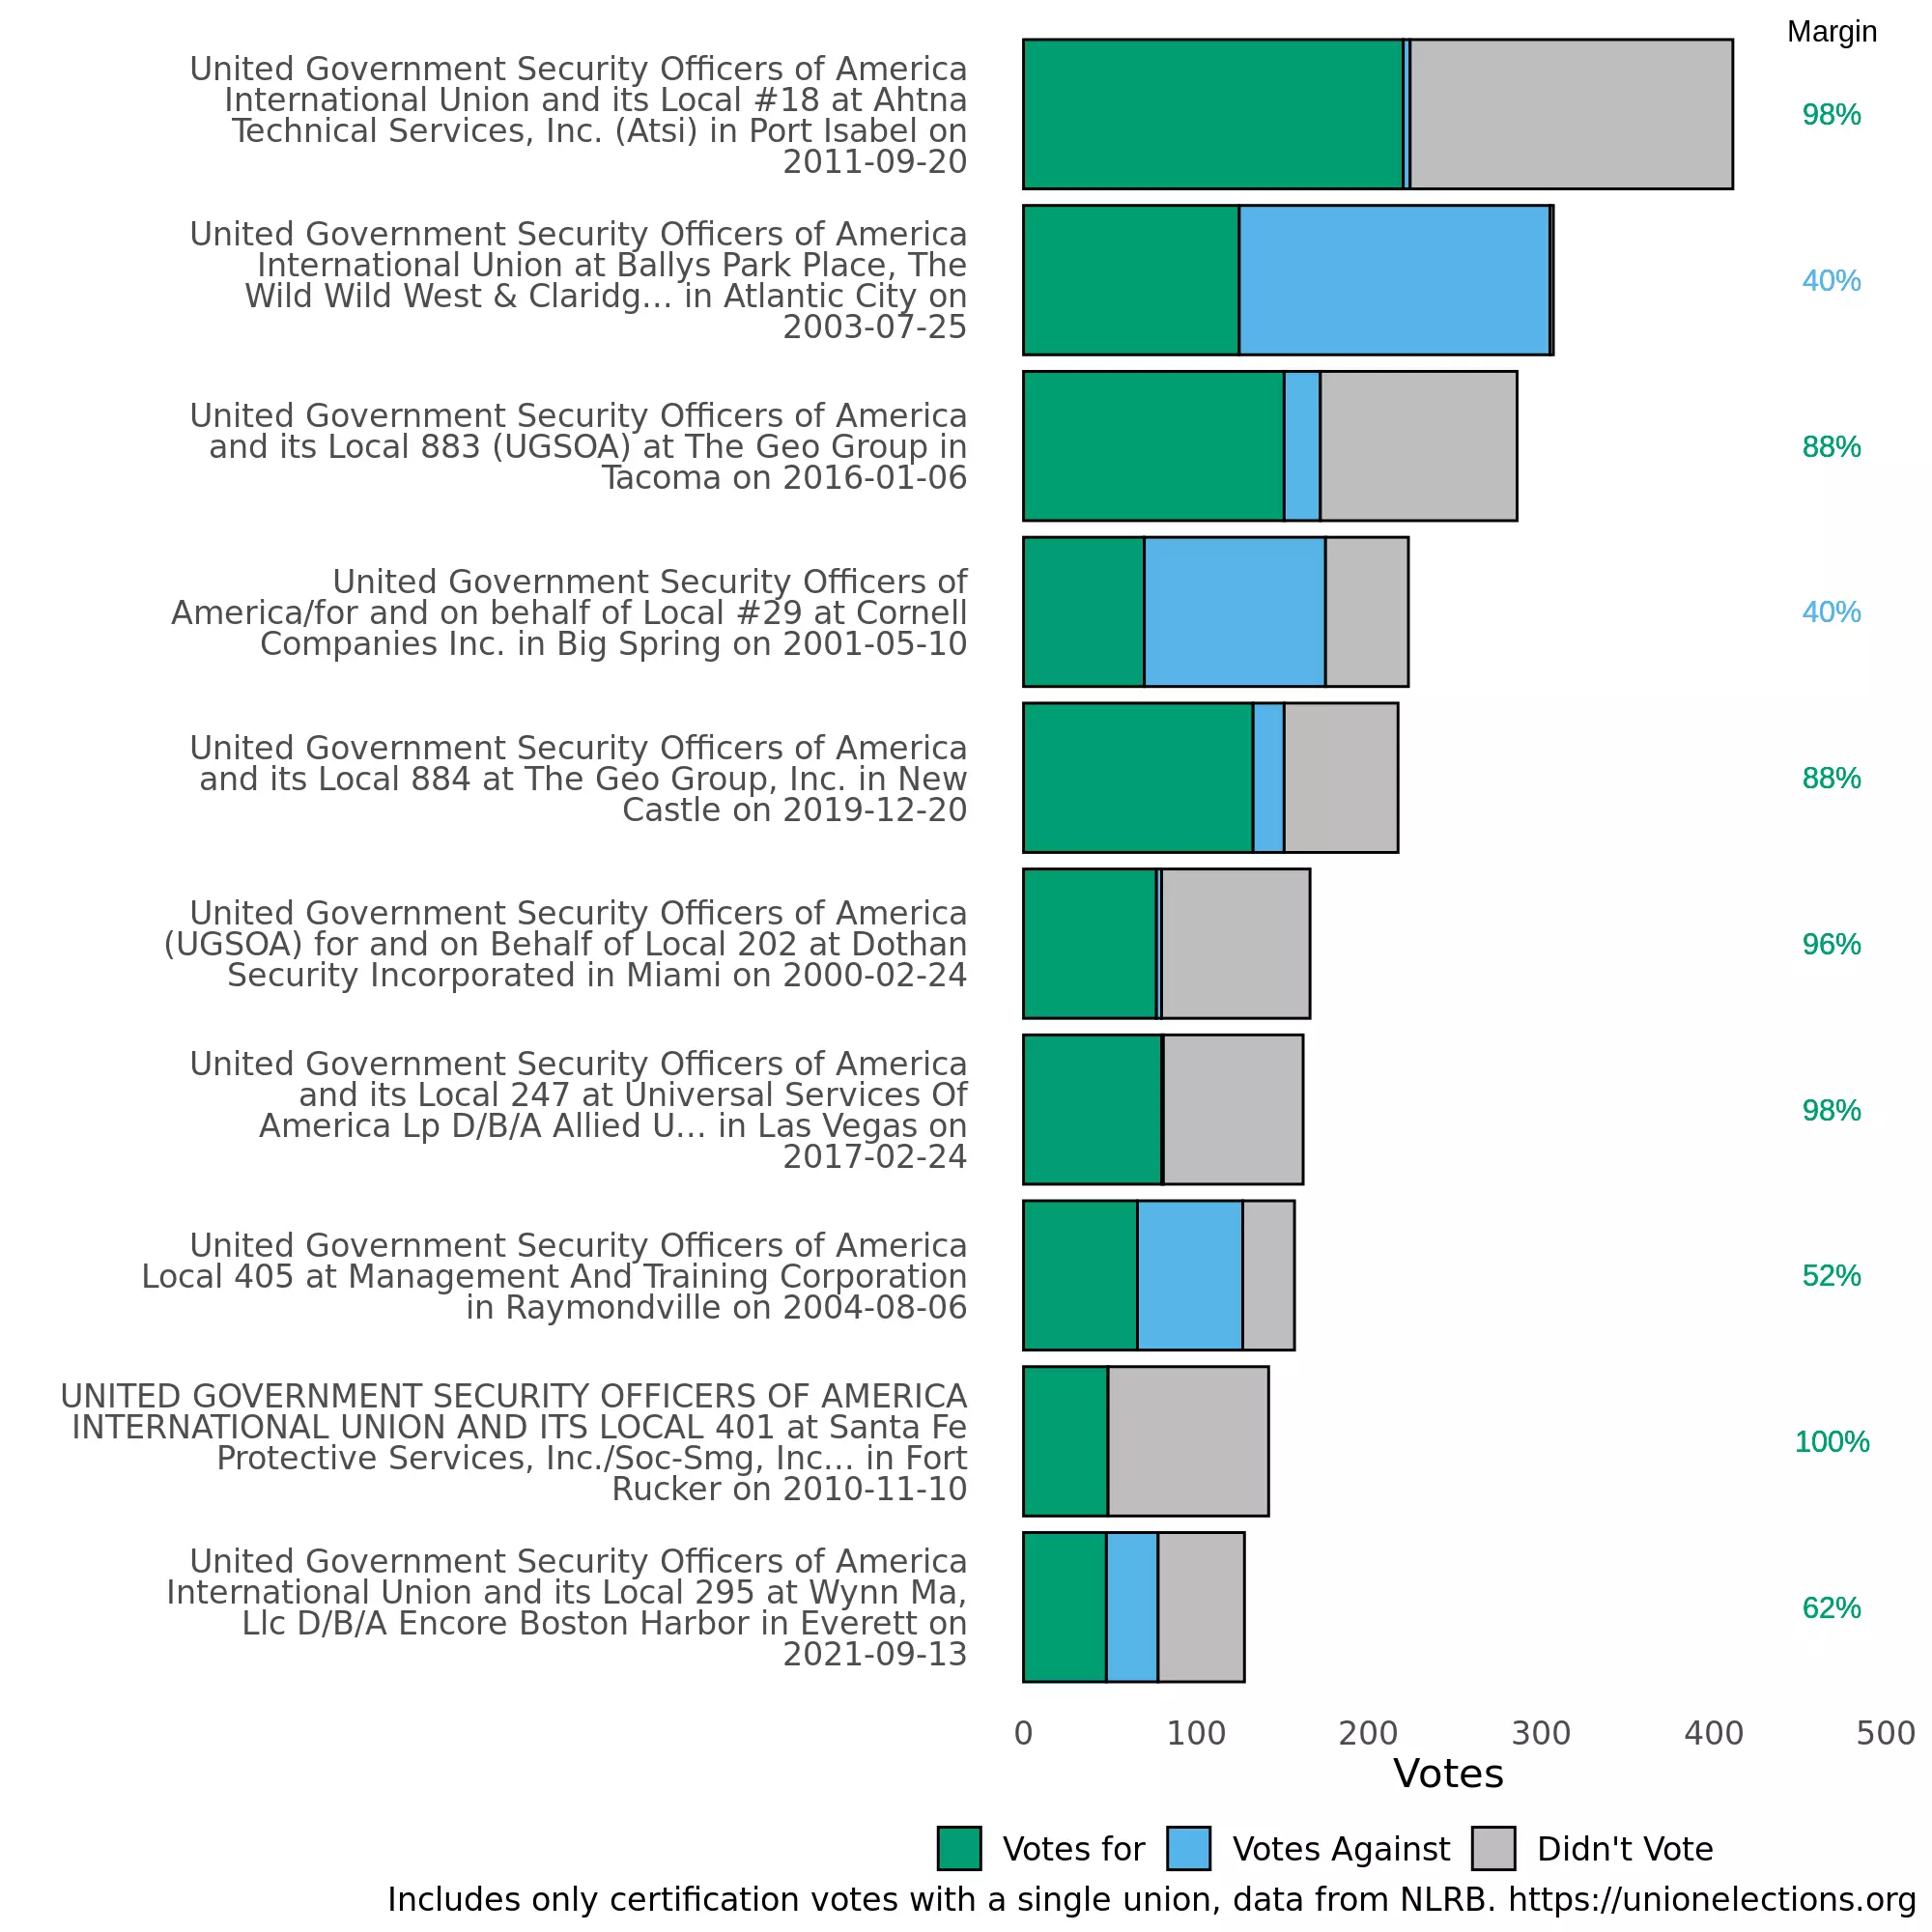 Margin
United Government Security Officers of America
International Union and its Local #18 at Ahtna
Technical Services, Inc. (Atsi) in Port Isabel on
2011-09-20
98%
United Government Security Officers of America
International Union at Ballys Park Place, The
Wild Wild West & Claridg... in Atlantic City on
2003-07-25
40%
United Government Security Officers of America
and its Local 883 (UGSOA) at The Geo Group in
Tacoma on 2016-01-06
88%
United Government Security Officers of
America/for and on behalf of Local #29 at Cornell
Companies Inc. in Big Spring on 2001-05-10
40%
United Government Security Officers of America
and its Local 884 at The Geo Group, Inc. in New
Castle on 2019-12-20
88%
United Government Security Officers of America
(UGSOA) for and on Behalf of Local 202 at Dothan
Security Incorporated in Miami on 2000-02-24
96%
United Government Security Officers of America
and its Local 247 at Universal Services Of
America Lp D/B/A Allied U... in Las Vegas on
2017-02-24
98%
United Government Security Officers of America
Local 405 at Management And Training Corporation
in Raymondville on 2004-08-06
52%
UNITED GOVERNMENT SECURITY OFFICERS OF AMERICA
INTERNATIONAL UNION AND ITS LOCAL 401 at Santa Fe
Protective Services, Inc./Soc-Smg, Inc... in Fort
Rucker on 2010-11-10
100%
United Government Security Officers of America
International Union and its Local 295 at Wynn Ma,
Llc D/B/A Encore Boston Harbor in Everett on
2021-09-13
62%
0 100 200 300 400 500
Votes
Votes for Votes Against Didn't Vote
Includes only certification votes with a single union, data from NLRB. https://unionelections.org